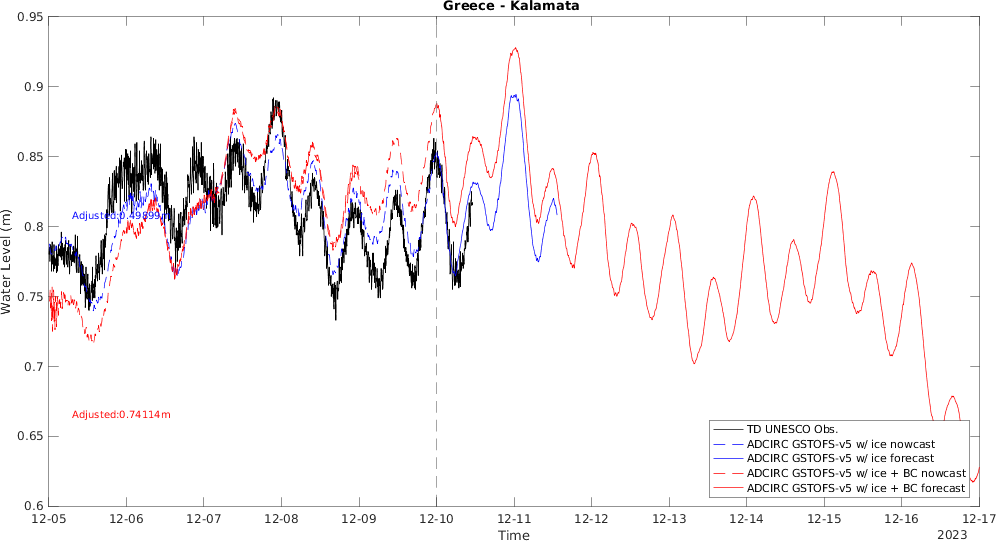 Greece - Kalamata
0.95
0.9
0.85
0.8
0.75
0.7
0.65
0.6
Water Level (m)
Adjusted:0.49899m
Adjusted:0.74114m
TD UNESCO Obs.
ADCIRC GSTOFS-v5 w/ ice nowcast
ADCIRC GSTOFS-v5 w/ ice forecast
ADCIRC GSTOFS-v5 w/ ice + BC nowcast
ADCIRC GSTOFS-v5 w/ ice + BC forecast
12-05 12-06 12-07 12-08 12-09 12-10 12-11 12-12 12-13 12-14 12-15 12-16 12-17
Time
2023